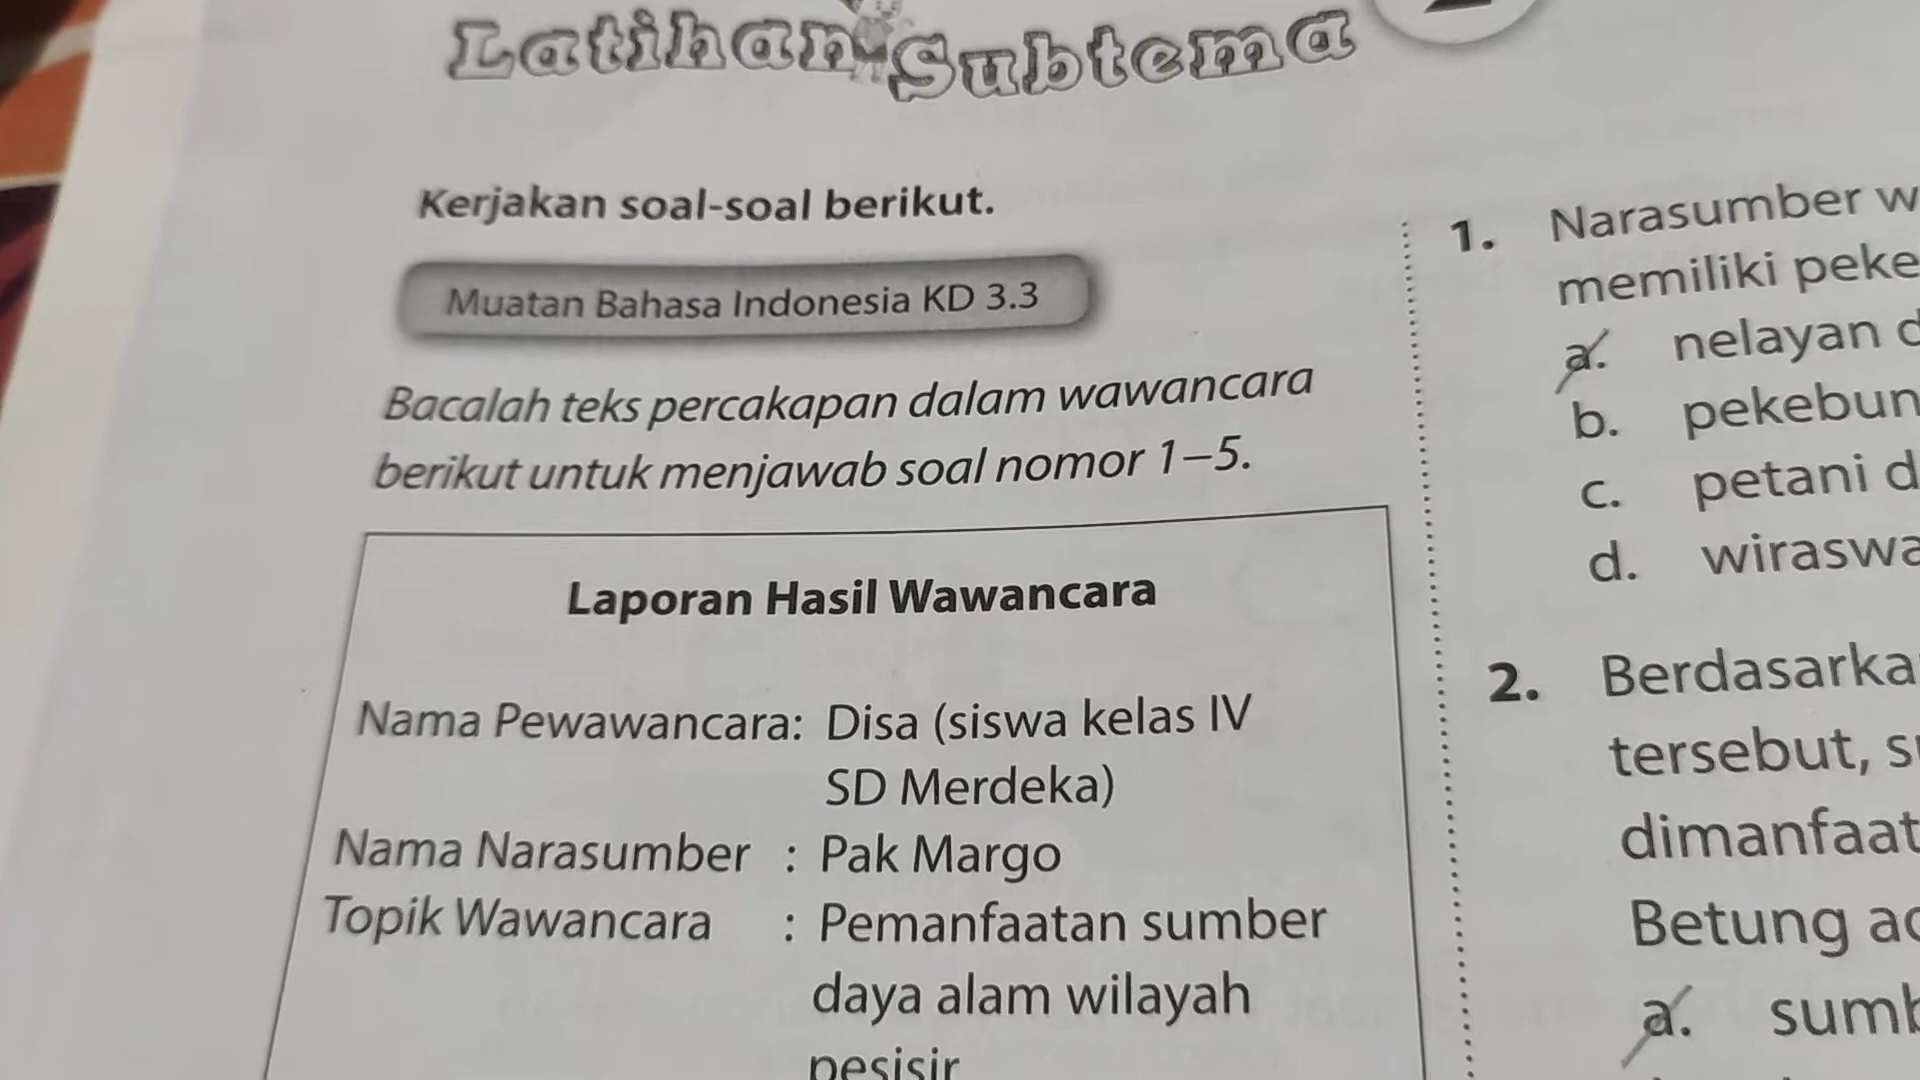 Latihan Subtema
Kerjakan soal-soal berikut.
Muatan Bahasa Indonesia KD 3.3
Bacalah teks percakapan dalam wawancara
berikut untuk menjawab soal nomor 1–5.
Laporan Hasil Wawancara
Nama Pewawancara: Disa (siswa kelas IV
SD Merdeka)
Nama Narasumber : Pak Margo
Topik Wawancara : Pemanfaatan sumber
daya alam wilayah
pesisir
1. Narasumber
memiliki
a. nelayan
b.
c. petani
d.
2.
tersebut,
Betung
a.